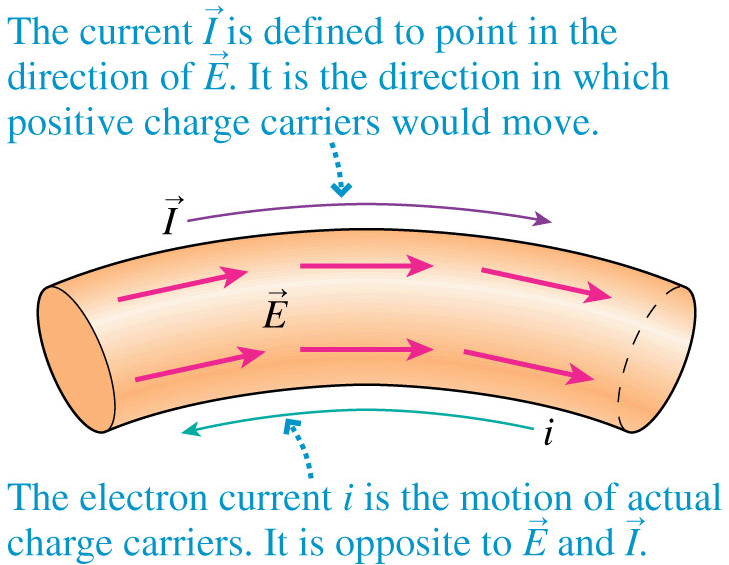 The current I⃗ is defined to point in the
direction of E⃗. It is the direction in which
positive charge carriers would move.
I⃗
E⃗
i
The electron current i is the motion of actual
charge carriers. It is opposite to E⃗ and I⃗.